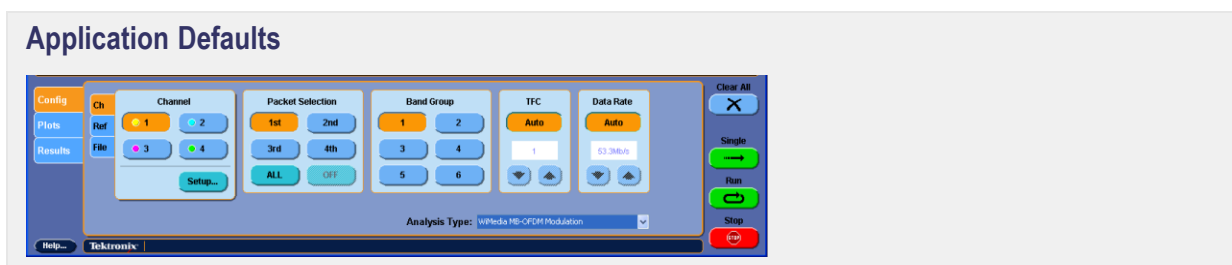 Application Defaults
Clear All
Config Ch Channel Packet Selection Band Group TFC Data Rate
Plots Ref 1 2 1st 2nd 1 2 Auto Auto
Results File 3 4 3rd 4th 3 4 1 53.3Mb/s Single
Setup... ALL OFF 5 6 Run
Analysis Type: WiMedia MB-OFDM Modulation Stop
Help... Tektronix STOP